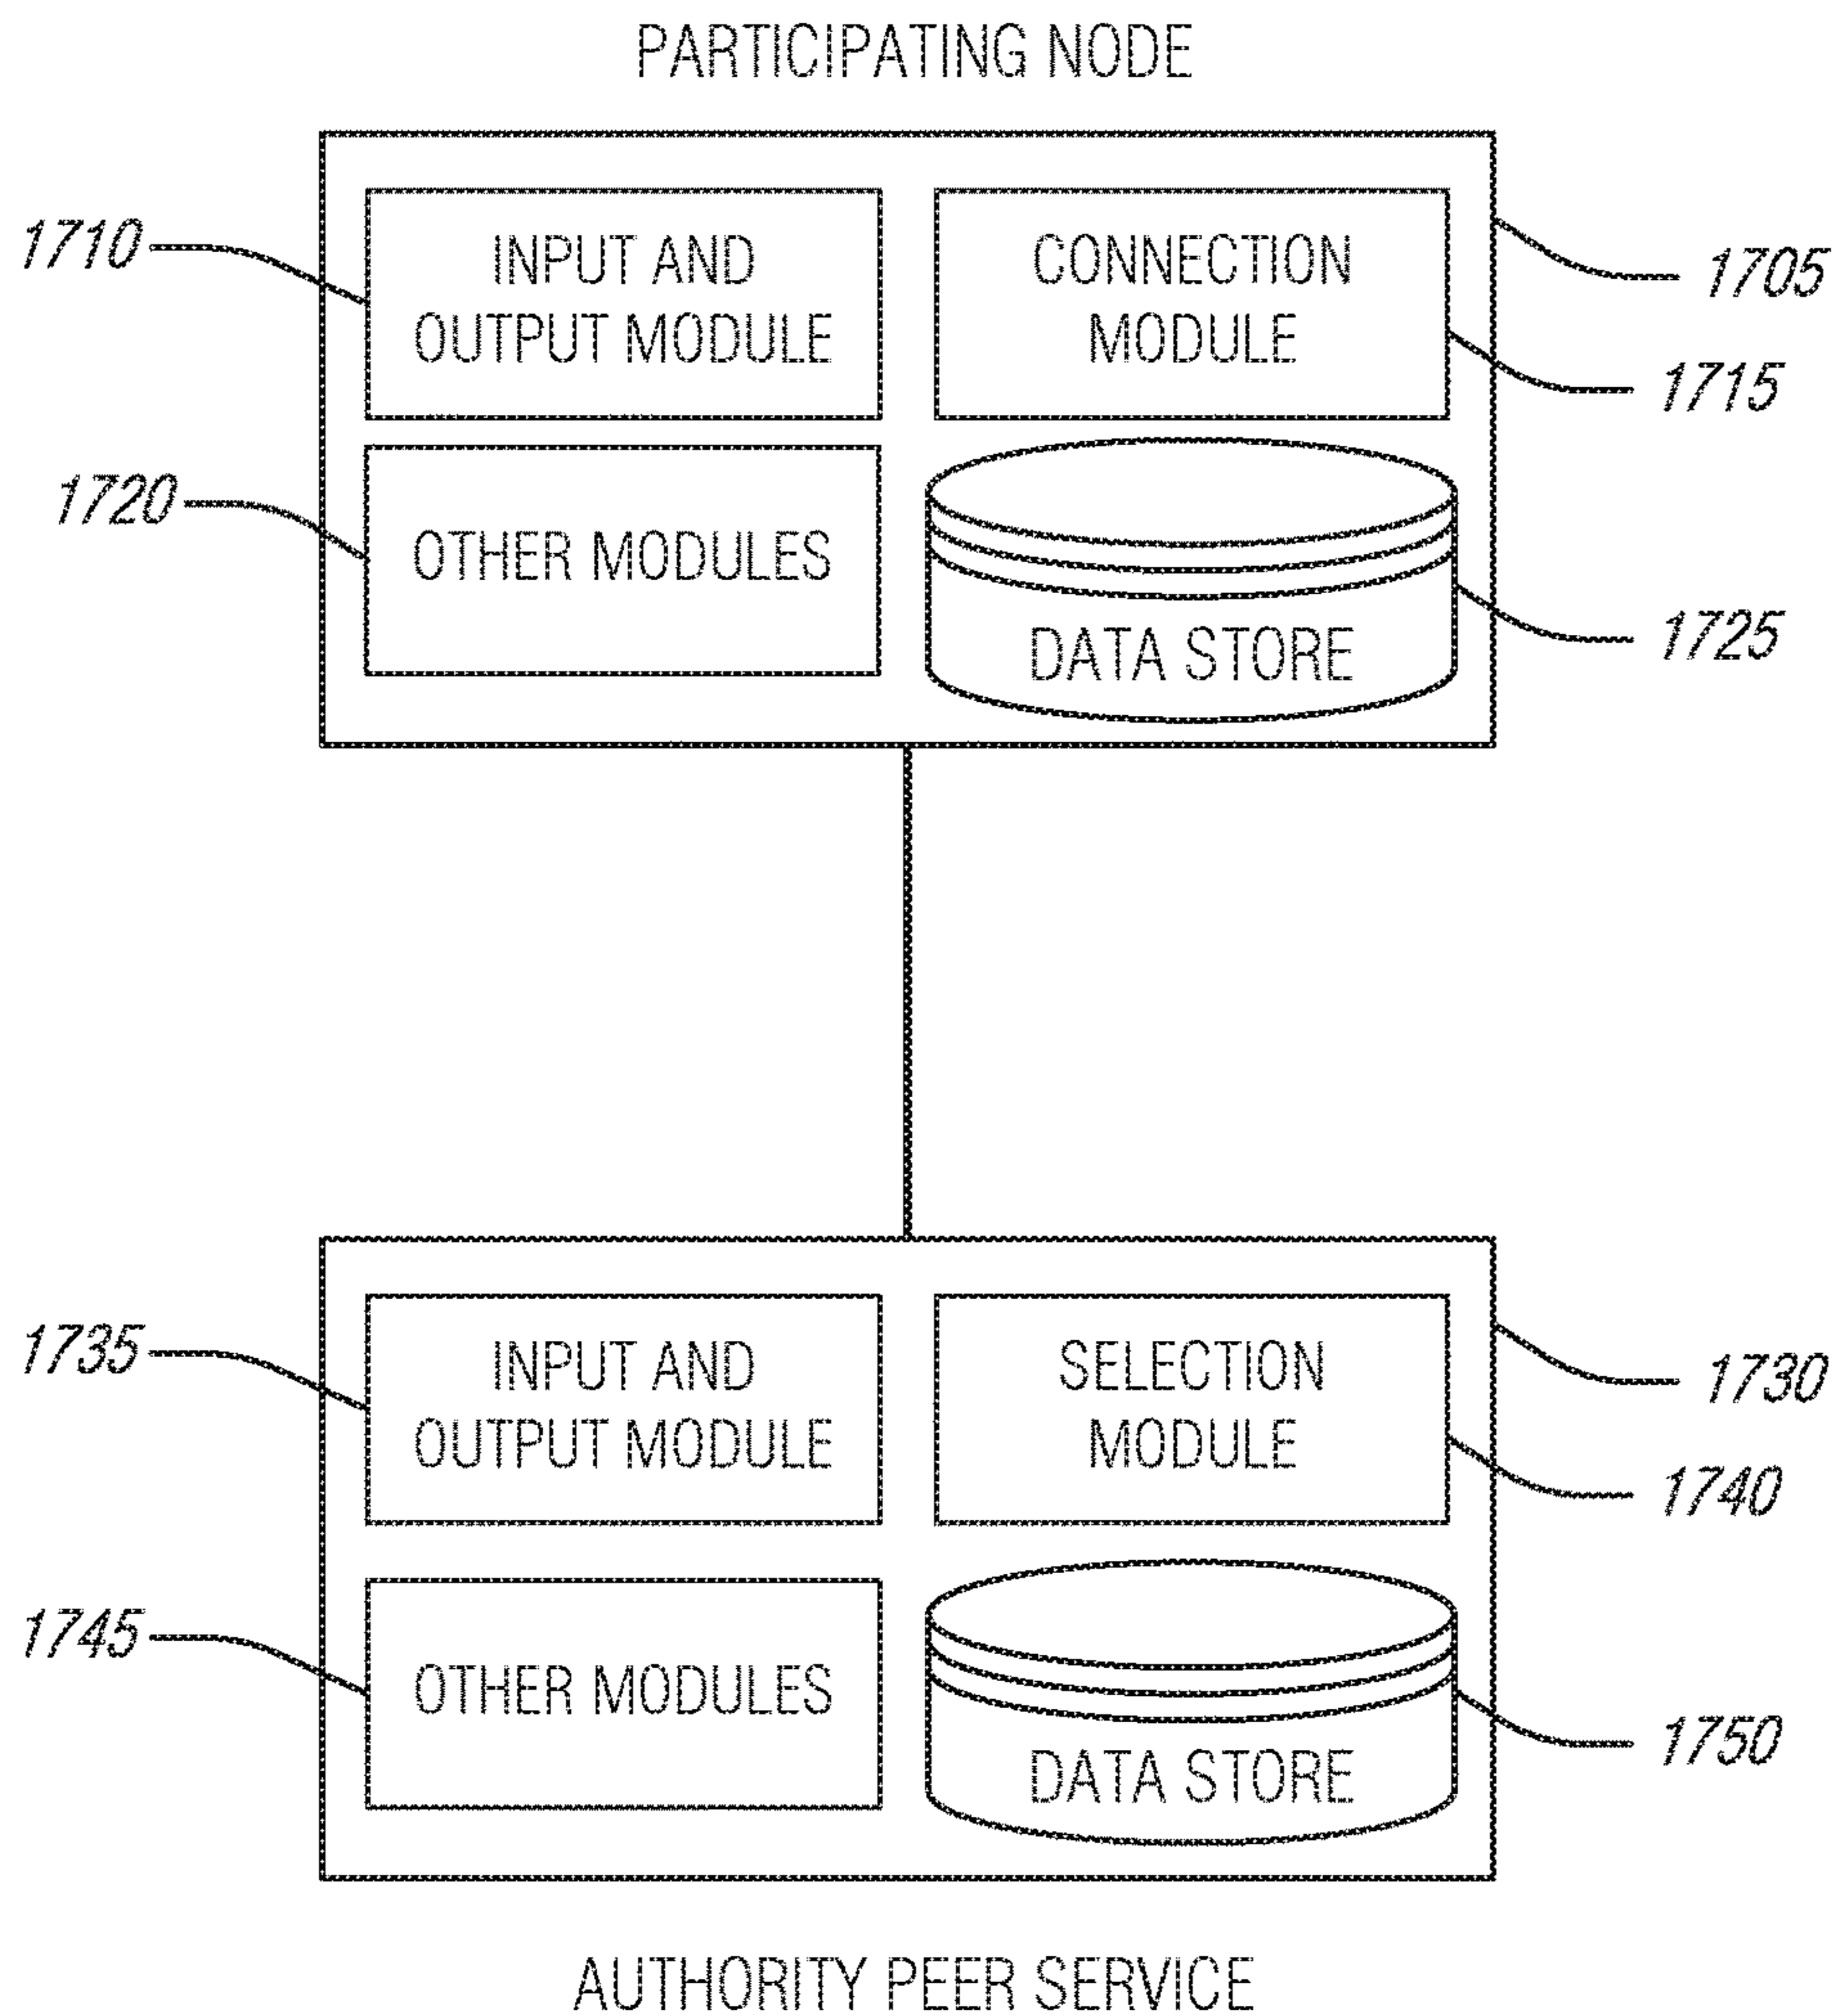 PARTICIPATING NODE
1710
INPUT AND
OUTPUT MODULE
CONNECTION
MODULE
1705
1715
1720
OTHER MODULES
DATA STORE
1725
1735
INPUT AND
OUTPUT MODULE
SELECTION
MODULE
1730
1740
1745
OTHER MODULES
DATA STORE
1750
AUTHORITY PEER SERVICE